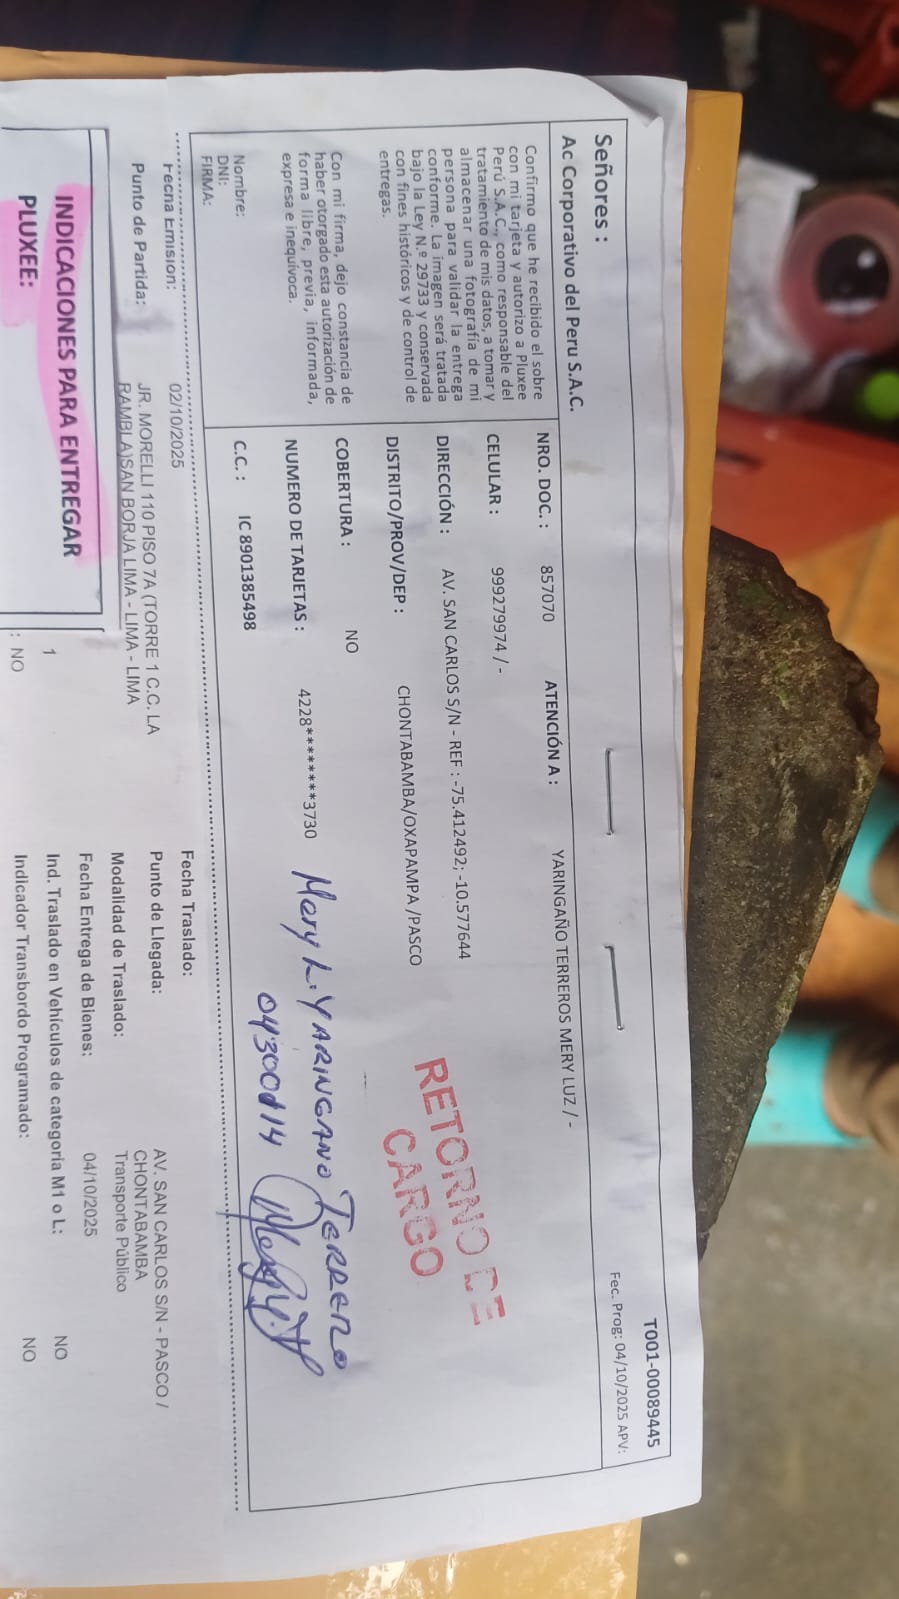 T001-00089445
Señores :
Fec. Prog: 04/10/2025 APV:
Ac Corporativo del Peru S.A.C.
Confirmo que he recibido el sobre
con mi tarjeta y autorizo a Pluxee
Perú S.A.C., como responsable del
tratamiento de mis datos, a tomar y
almacenar una fotografía de mi
persona para validar la entrega
conforme. La imagen será tratada
bajo la Ley N.º 29733 y conservada
con fines históricos y de control de
entregas.
Con mi firma, dejo constancia de
haber otorgado esta autorización de
forma libre, previa, informada,
expresa e inequívoca.
Nombre:
DNI:
FIRMA:
NRO. DOC. : 857070 ATENCIÓN A : YARINGAÑO TERREROS MERY LUZ / -
CELULAR : 999279974 / -
DIRECCIÓN : AV. SAN CARLOS S/N - REF : -75.412492; -10.577644
DISTRITO/PROV/DEP : CHONTABAMBA/OXAPAMPA /PASCO
COBERTURA : NO
NUMERO DE TARJETAS : 4228********3730
C.C. : IC 8901385498
RETORNO DE
CARGO
Mery L. YARINGANO TERRERO
04300114
Fecha Emisión: 02/10/2025
Fecha Traslado:
Punto de Partida: JR. MORELLI 110 PISO 7A (TORRE 1 C.C. LA
RAMBLA)SAN BORJA LIMA - LIMA - LIMA
Punto de Llegada: AV. SAN CARLOS S/N - PASCO /
CHONTABAMBA
Modalidad de Traslado: Transporte Público
Fecha Entrega de Bienes: 04/10/2025
1
Ind. Traslado en Vehículos de categoría M1 o L: NO
: NO
Indicador Transbordo Programado: NO
INDICACIONES PARA ENTREGAR
PLUXEE: